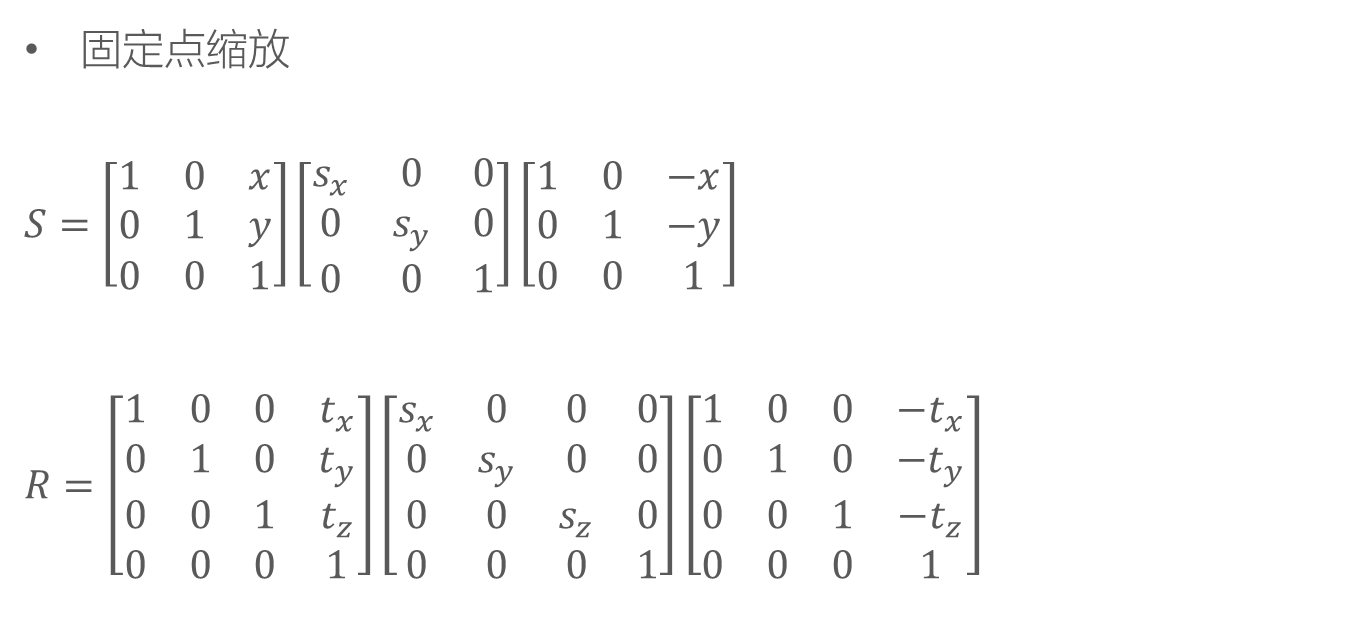 • 固定点缩放
S = [1 0 x] [s_x 0 0] [1 0 −x]
[0 1 y] [0 s_y 0] [0 1 −y]
[0 0 1] [0 0 1] [0 0 1]
R = [1 0 0 t_x] [s_x 0 0 0] [1 0 0 −t_x]
[0 1 0 t_y] [0 s_y 0 0] [0 1 0 −t_y]
[0 0 1 t_z] [0 0 s_z 0] [0 0 1 −t_z]
[0 0 0 1] [0 0 0 1] [0 0 0 1]